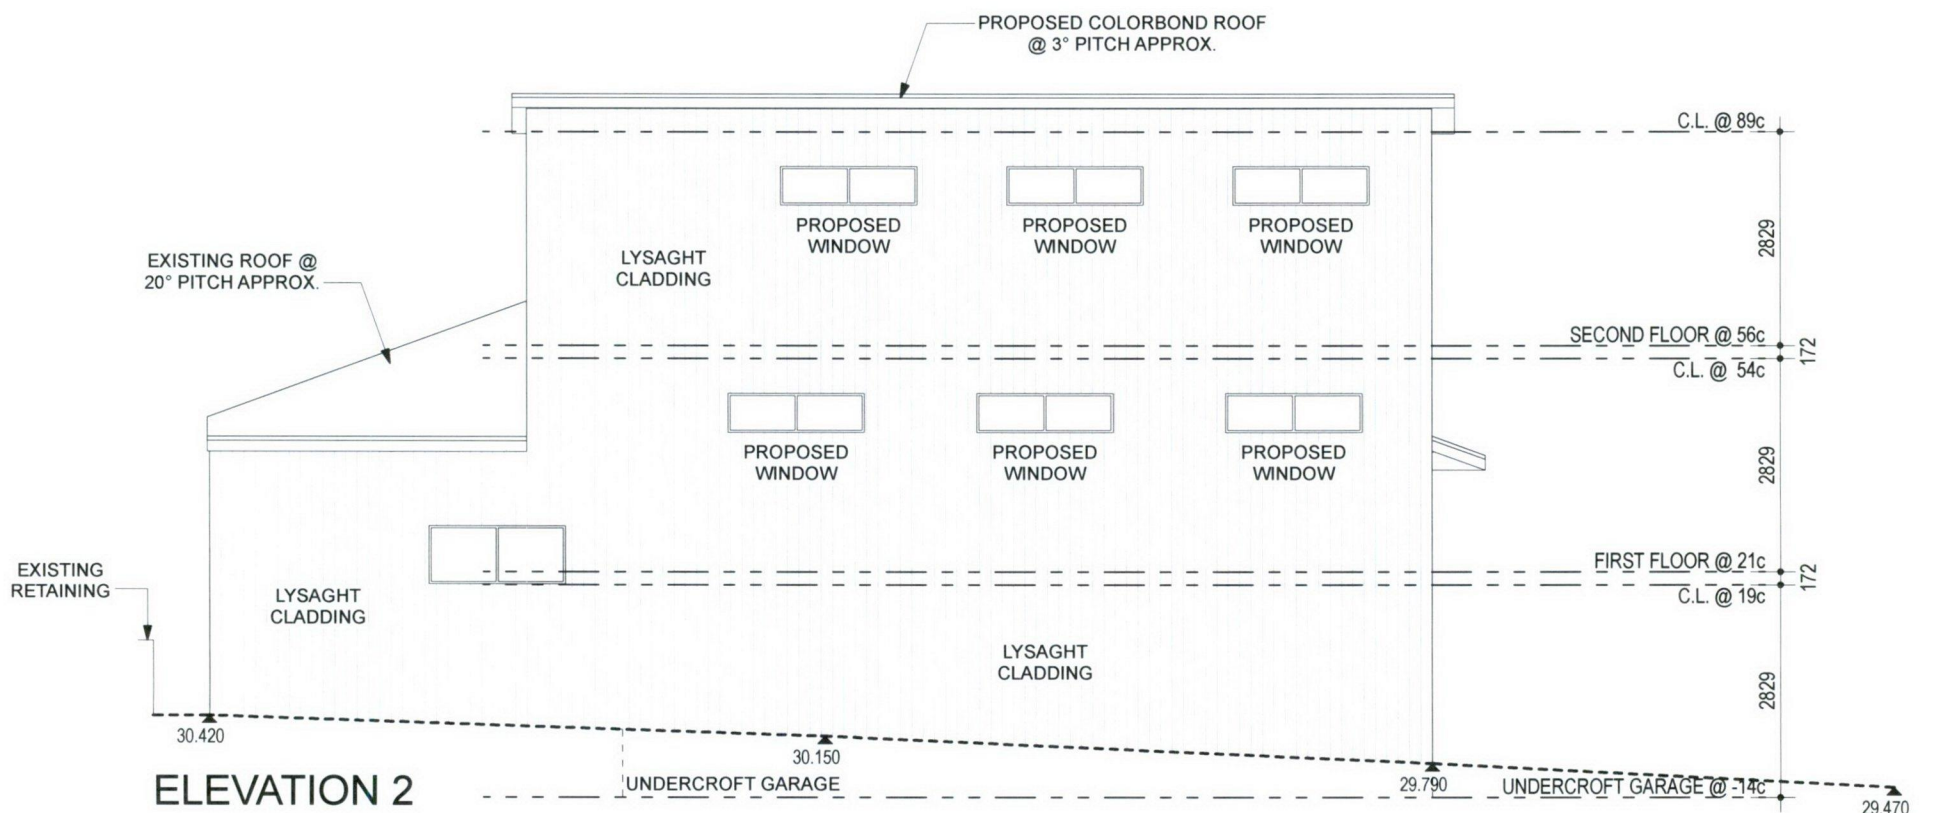 PROPOSED COLORBOND ROOF
@ 3° PITCH APPROX.
C.L. @ 89c
PROPOSED
WINDOW
PROPOSED
WINDOW
PROPOSED
WINDOW
2829
LYSAGHT
CLADDING
EXISTING ROOF @
20° PITCH APPROX.
SECOND FLOOR @ 56c
172
C.L. @ 54c
PROPOSED
WINDOW
PROPOSED
WINDOW
PROPOSED
WINDOW
2829
FIRST FLOOR @ 21c
172
C.L. @ 19c
EXISTING
RETAINING
LYSAGHT
CLADDING
LYSAGHT
CLADDING
2829
30.420
30.150
29.790
UNDERCROFT GARAGE
UNDERCROFT GARAGE @ -14c
29.470
ELEVATION 2